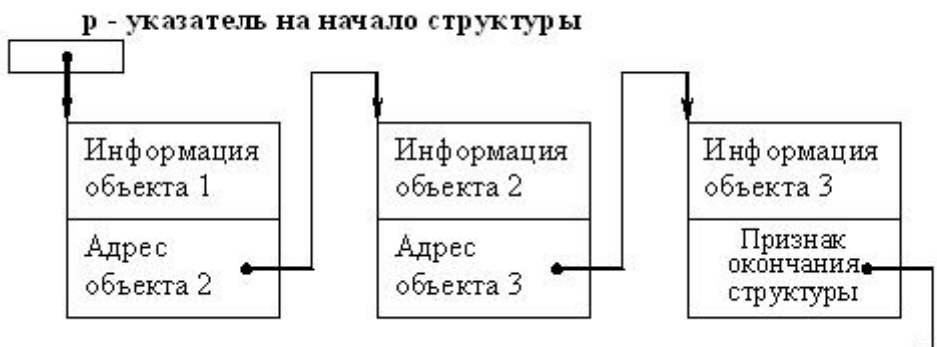 p - указатель на начало структуры
Информация
объекта 1
Адрес
объекта 2
Информация
объекта 2
Адрес
объекта 3
Информация
объекта 3
Признак
окончания
структуры